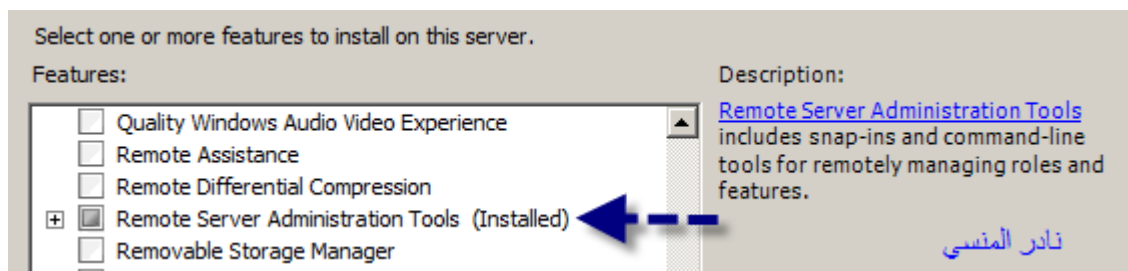 Select one or more features to install on this server.
Features:
Quality Windows Audio Video Experience
Remote Assistance
Remote Differential Compression
Remote Server Administration Tools (Installed)
Removable Storage Manager
Description:
Remote Server Administration Tools
includes snap-ins and command-line
tools for remotely managing roles and
features.
نادر المنسي